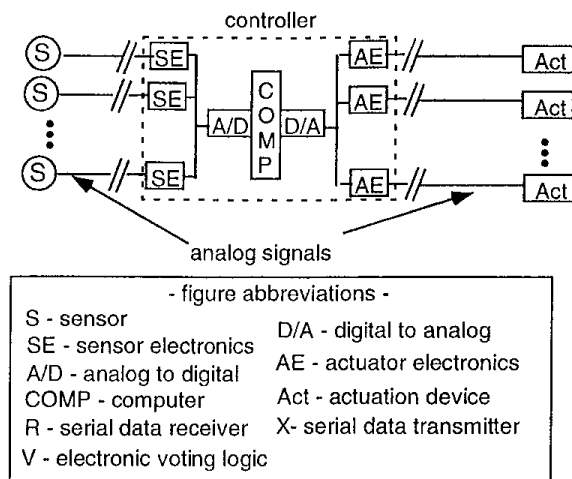 controller
S SE AE Act
S SE A/D COMP D/A AE Act
S SE AE Act
analog signals
- figure abbreviations -
S - sensor
SE - sensor electronics
A/D - analog to digital
COMP - computer
R - serial data receiver
V - electronic voting logic
D/A - digital to analog
AE - actuator electronics
Act - actuation device
X- serial data transmitter